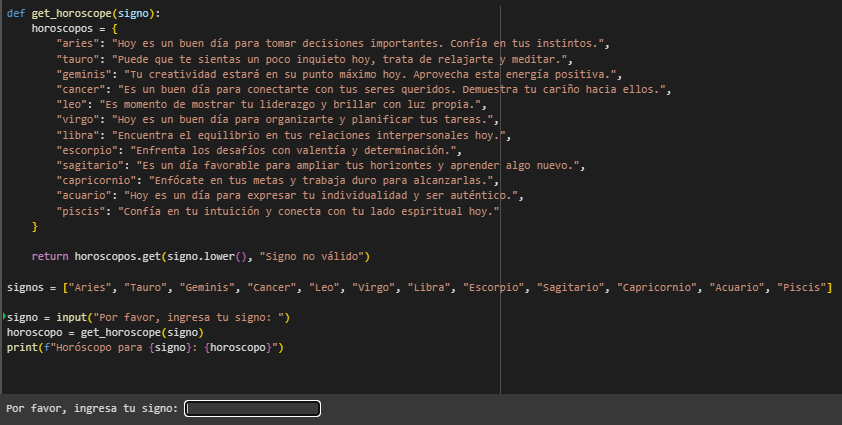 def get_horoscope(signo):
    horoscopos = {
        "aries": "Hoy es un buen día para tomar decisiones importantes. Confía en tus instintos.",
        "tauro": "Puede que te sientas un poco inquieto hoy, trata de relajarte y meditar.",
        "geminis": "Tu creatividad estará en su punto máximo hoy. Aprovecha esta energía positiva.",
        "cancer": "Es un buen día para conectarte con tus seres queridos. Demuestra tu cariño hacia ellos.",
        "leo": "Es momento de mostrar tu liderazgo y brillar con luz propia.",
        "virgo": "Hoy es un buen día para organizarte y planificar tus tareas.",
        "libra": "Encuentra el equilibrio en tus relaciones interpersonales hoy.",
        "escorpio": "Enfrenta los desafíos con valentía y determinación.",
        "sagitario": "Es un día favorable para ampliar tus horizontes y aprender algo nuevo.",
        "capricornio": "Enfócate en tus metas y trabaja duro para alcanzarlas.",
        "acuario": "Hoy es un día para expresar tu individualidad y ser auténtico.",
        "piscis": "Confía en tu intuición y conecta con tu lado espiritual hoy."
    }
    return horoscopos.get(signo.lower(), "Signo no válido")
signos = ["Aries", "Tauro", "Geminis", "Cancer", "Leo", "Virgo", "Libra", "Escorpio", "Sagitario", "Capricornio", "Acuario", "Piscis"]
signo = input("Por favor, ingresa tu signo: ")
horoscopo = get_horoscope(signo)
print(f"Horóscopo para {signo}: {horoscopo}")
Por favor, ingresa tu signo: